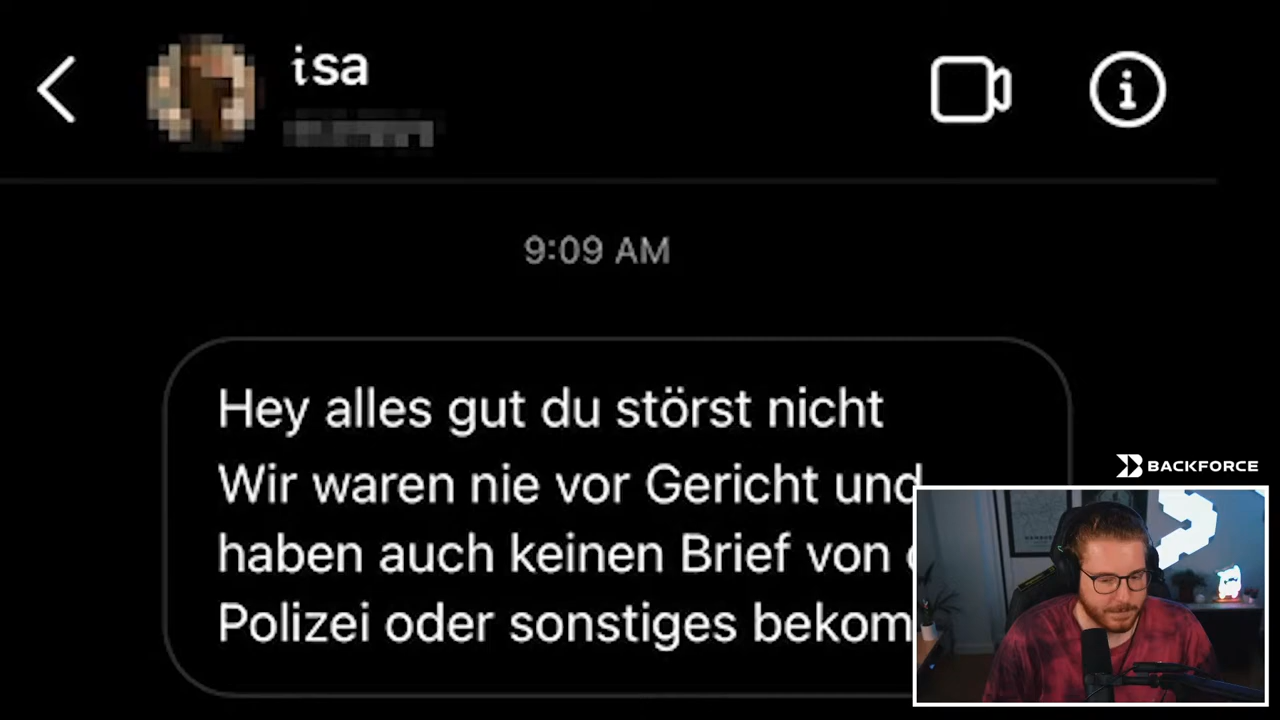 isa
9:09 AM
Hey alles gut du störst nicht
Wir waren nie vor Gericht und
haben auch keinen Brief von
Polizei oder sonstiges bekom
BACKFORCE